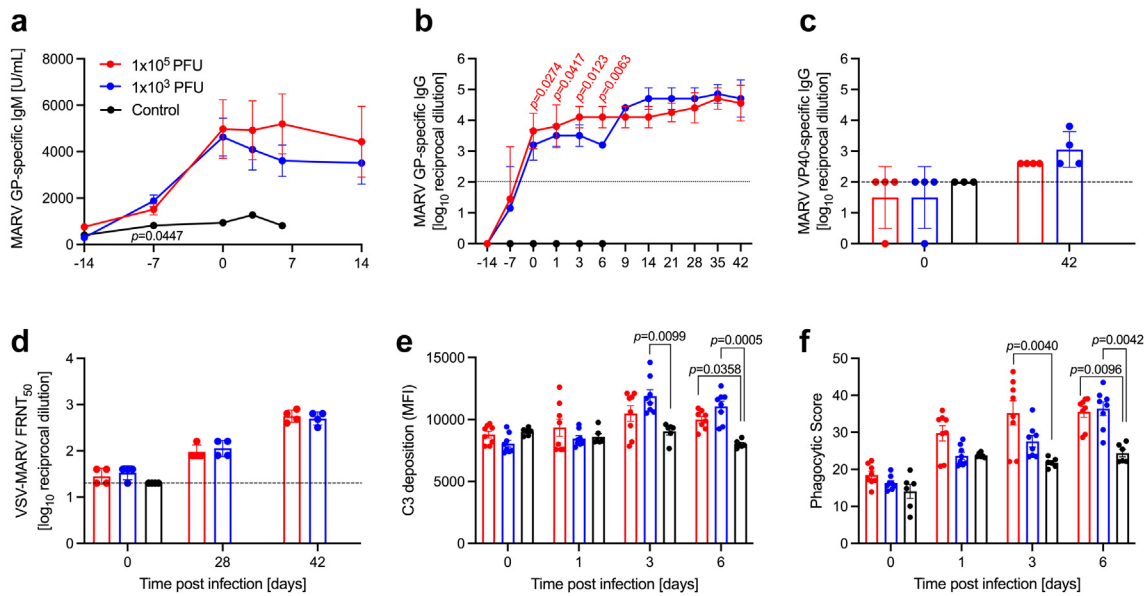 a
MARV GP-specific IgM [U/mL]
8000
6000
4000
2000
0
1x10⁵ PFU
1x10³ PFU
Control
p=0.0447
-14 -7 0 7 14
b
MARV GP-specific IgG
[log₁₀ reciprocal dilution]
6
5
4
3
2
1
0
p=0.0274
p=0.0417
p=0.0123
p=0.0063
-14 -7 0 1 3 6 9 14 21 28 35 42
c
MARV VP40-specific IgG
[log₁₀ reciprocal dilution]
6
5
4
3
2
1
0
0 42
d
VSV-MARV FRNT₅₀
[log₁₀ reciprocal dilution]
4
3
2
1
0
0 28 42
Time post infection [days]
e
C3 deposition (MFI)
15000
10000
5000
0
p=0.0099
p=0.0005
p=0.0358
0 1 3 6
Time post infection [days]
f
Phagocytic Score
50
40
30
20
10
0
p=0.0040
p=0.0042
p=0.0096
0 1 3 6
Time post infection [days]